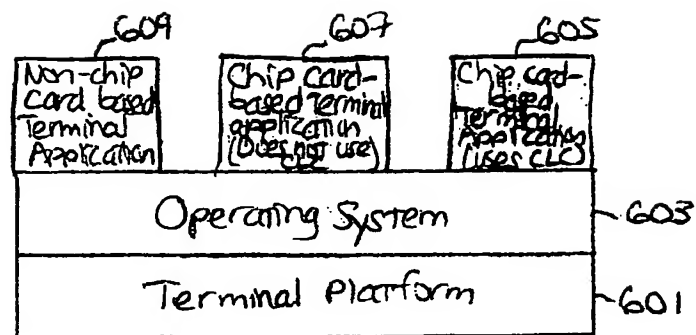 609
607
605
Non-chip
Card based
Terminal
Application
Chip card-
based Terminal
application
(Does not use)
CLC
Chip card-
based
Terminal
Application
(uses CLC)
Operating System
603
Terminal Platform
601